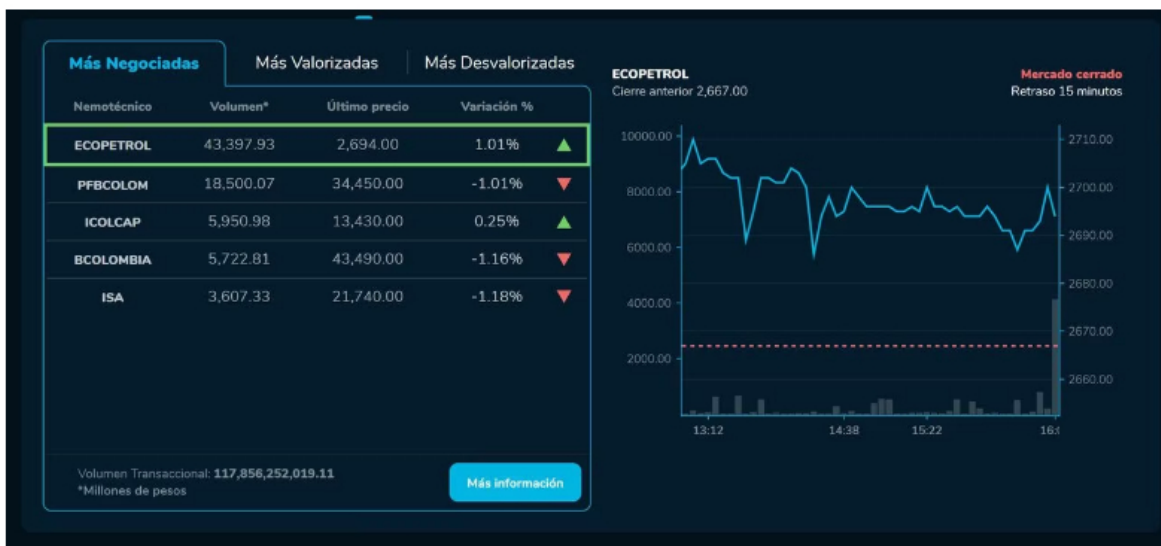 Más Negociadas Más Valorizadas Más Desvalorizadas
Nemotécnico Volumen* Último precio Variación %
ECOPETROL 43,397.93 2,694.00 1.01%
PFBCOLOM 18,500.07 34,450.00 -1.01%
ICOLCAP 5,950.98 13,430.00 0.25%
BCOLOMBIA 5,722.81 43,490.00 -1.16%
ISA 3,607.33 21,740.00 -1.18%
Volumen Transaccional: 117,856,252,019.11
*Millones de pesos
Más información
ECOPETROL
Cierre anterior 2,667.00
Mercado cerrado
Retraso 15 minutos
10000.00
8000.00
6000.00
4000.00
2000.00
2710.00
2700.00
2690.00
2680.00
2670.00
2660.00
13:12 14:38 15:22